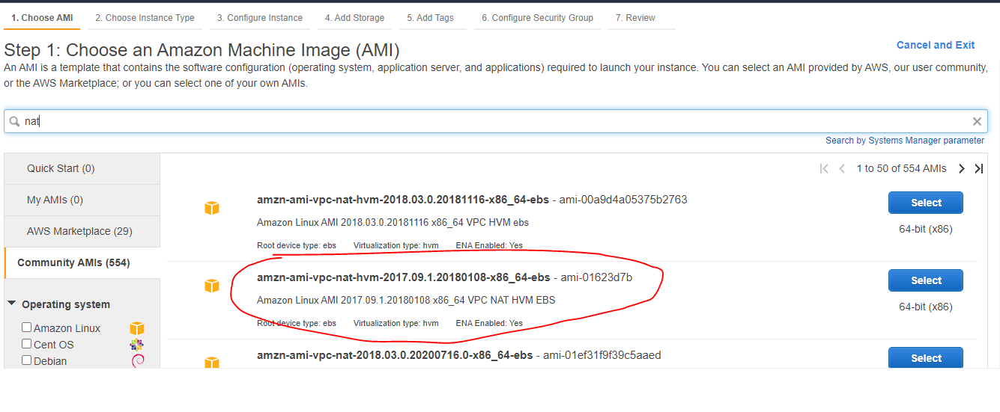 1. Choose AMI 2. Choose Instance Type 3. Configure Instance 4. Add Storage 5. Add Tags 6. Configure Security Group 7. Review
Step 1: Choose an Amazon Machine Image (AMI)
Cancel and Exit
An AMI is a template that contains the software configuration (operating system, application server, and applications) required to launch your instance. You can select an AMI provided by AWS, our user community,
or the AWS Marketplace; or you can select one of your own AMIs.
nat
Search by Systems Manager parameter
Quick Start (0)
My AMIs (0)
AWS Marketplace (29)
Community AMIs (554)
Operating system
Amazon Linux
Cent OS
Debian
1 to 50 of 554 AMIs
amzn-ami-vpc-nat-hvm-2018.03.0.20181116-x86_64-ebs - ami-00a9d4a05375b2763
Amazon Linux AMI 2018.03.0.20181116 x86_64 VPC HVM ebs
Root device type: ebs Virtualization type: hvm ENA Enabled: Yes
Select
64-bit (x86)
amzn-ami-vpc-nat-hvm-2017.09.1.20180108-x86_64-ebs - ami-01623d7b
Amazon Linux AMI 2017.09.1.20180108 x86_64 VPC NAT HVM EBS
Root device type: ebs Virtualization type: hvm ENA Enabled: Yes
Select
64-bit (x86)
amzn-ami-vpc-nat-2018.03.0.20200716.0-x86_64-ebs - ami-01ef31f9f39c5aaed
Select